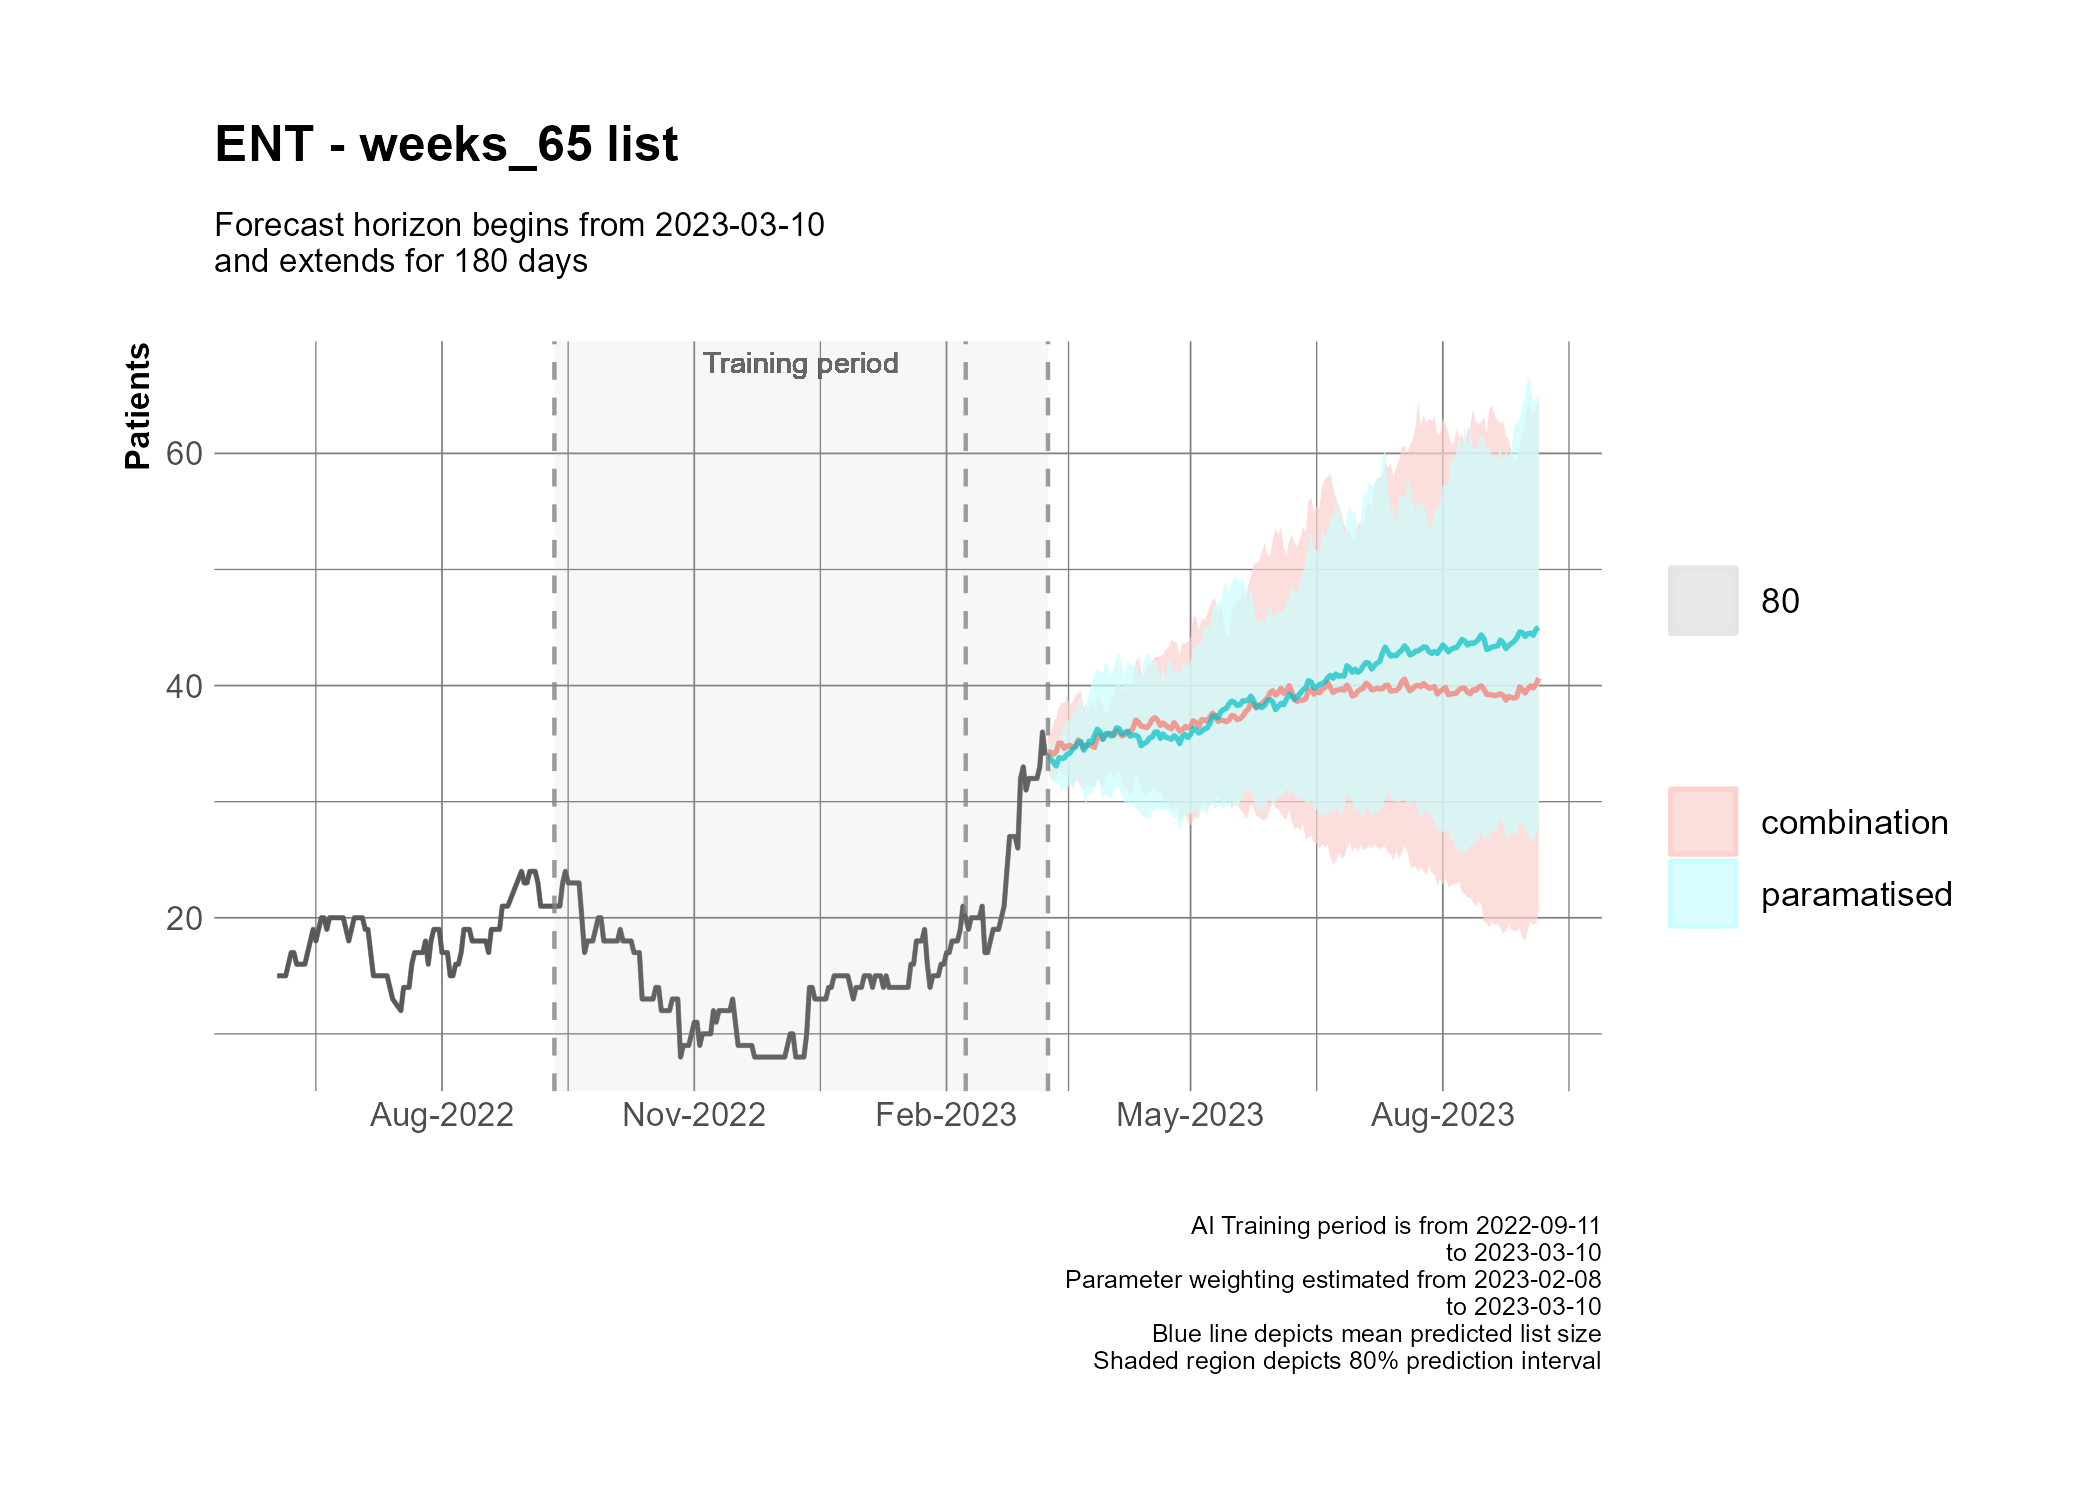 ENT - weeks_65 list
Forecast horizon begins from 2023-03-10
and extends for 180 days
Patients
Training period
60
40
20
Aug-2022
Nov-2022
Feb-2023
May-2023
Aug-2023
80
combination
paramatised
AI Training period is from 2022-09-11
to 2023-03-10
Parameter weighting estimated from 2023-02-08
to 2023-03-10
Blue line depicts mean predicted list size
Shaded region depicts 80% prediction interval